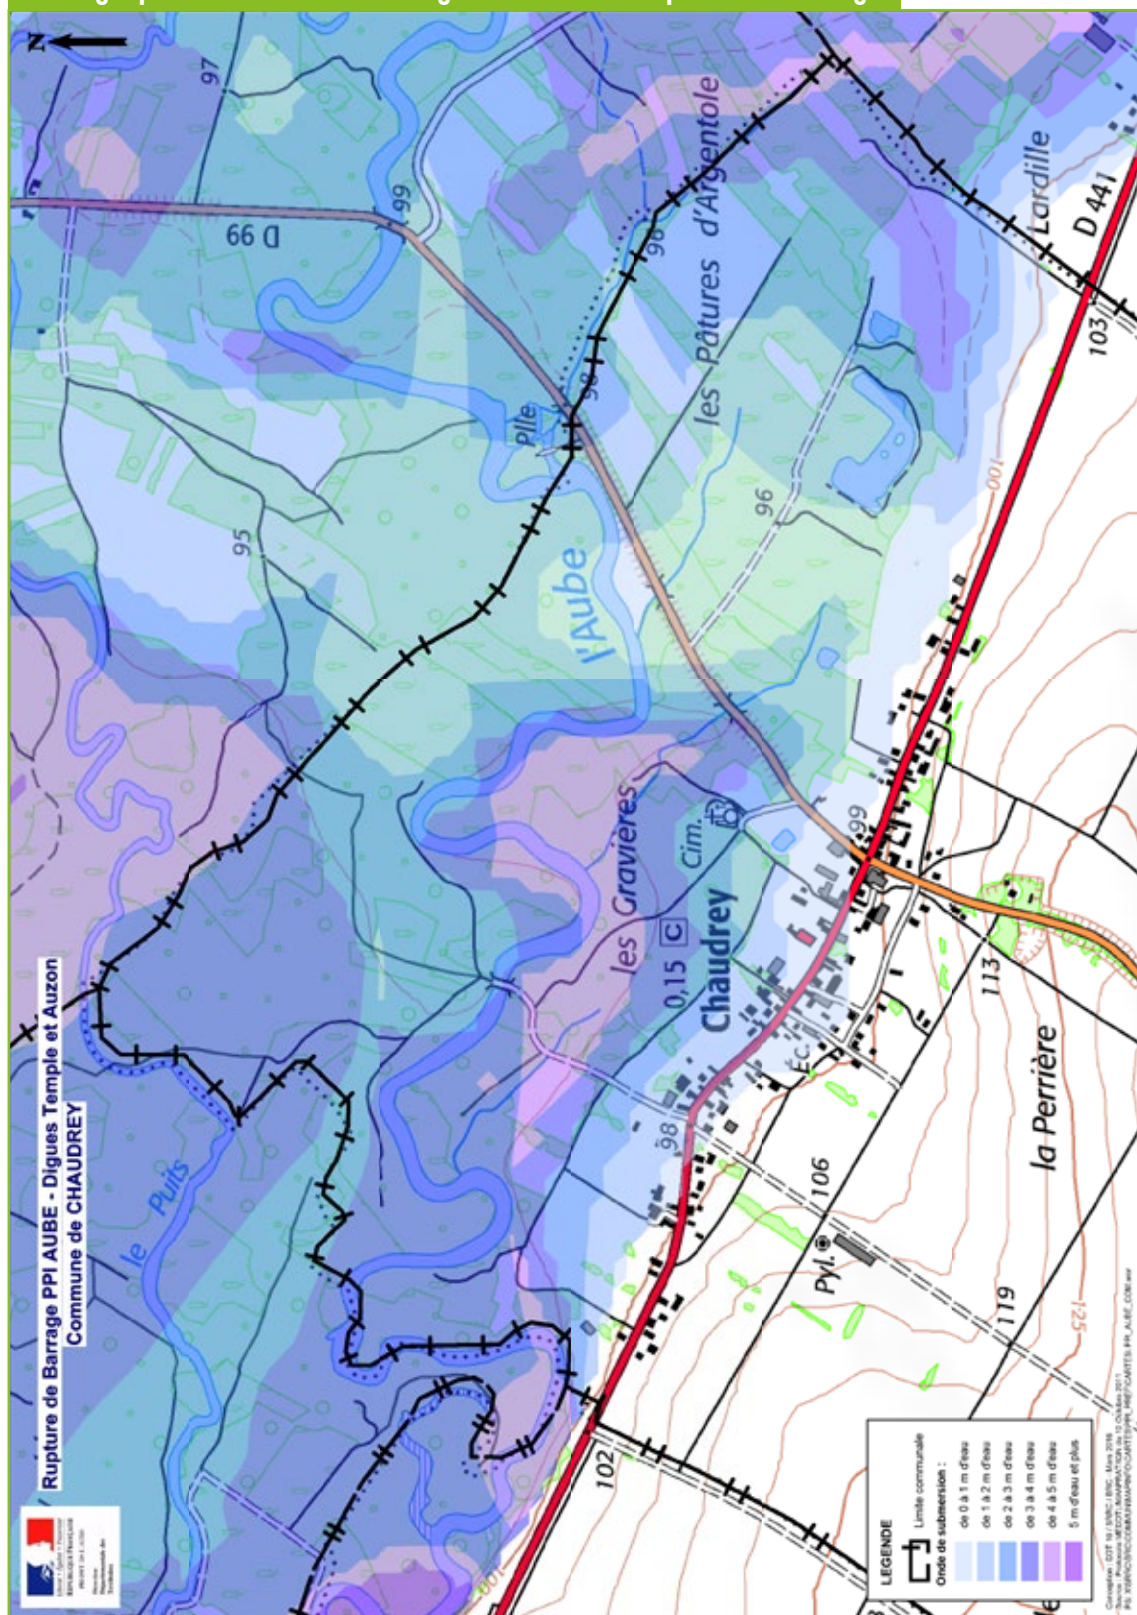 Rupture de Barrage PPI AUBE - Digues Temple et Auzon
Commune de CHAUDREY
N
97
D 99
99
98
98
les Pâtures d'Argentole
Lardille
D 441
103
100
Plle
95
96
l'Aube
les Gravières
0,15 C
Cim.
Chaudrey
99
Éc.
98
113
la Perrière
le Puits
106
Pyl.
119
125
102
100
LEGENDE
Limite communale
Onde de submersion :
de 0 à 1 m d'eau
de 1 à 2 m d'eau
de 2 à 3 m d'eau
de 3 à 4 m d'eau
de 4 à 5 m d'eau
5 m d'eau et plus